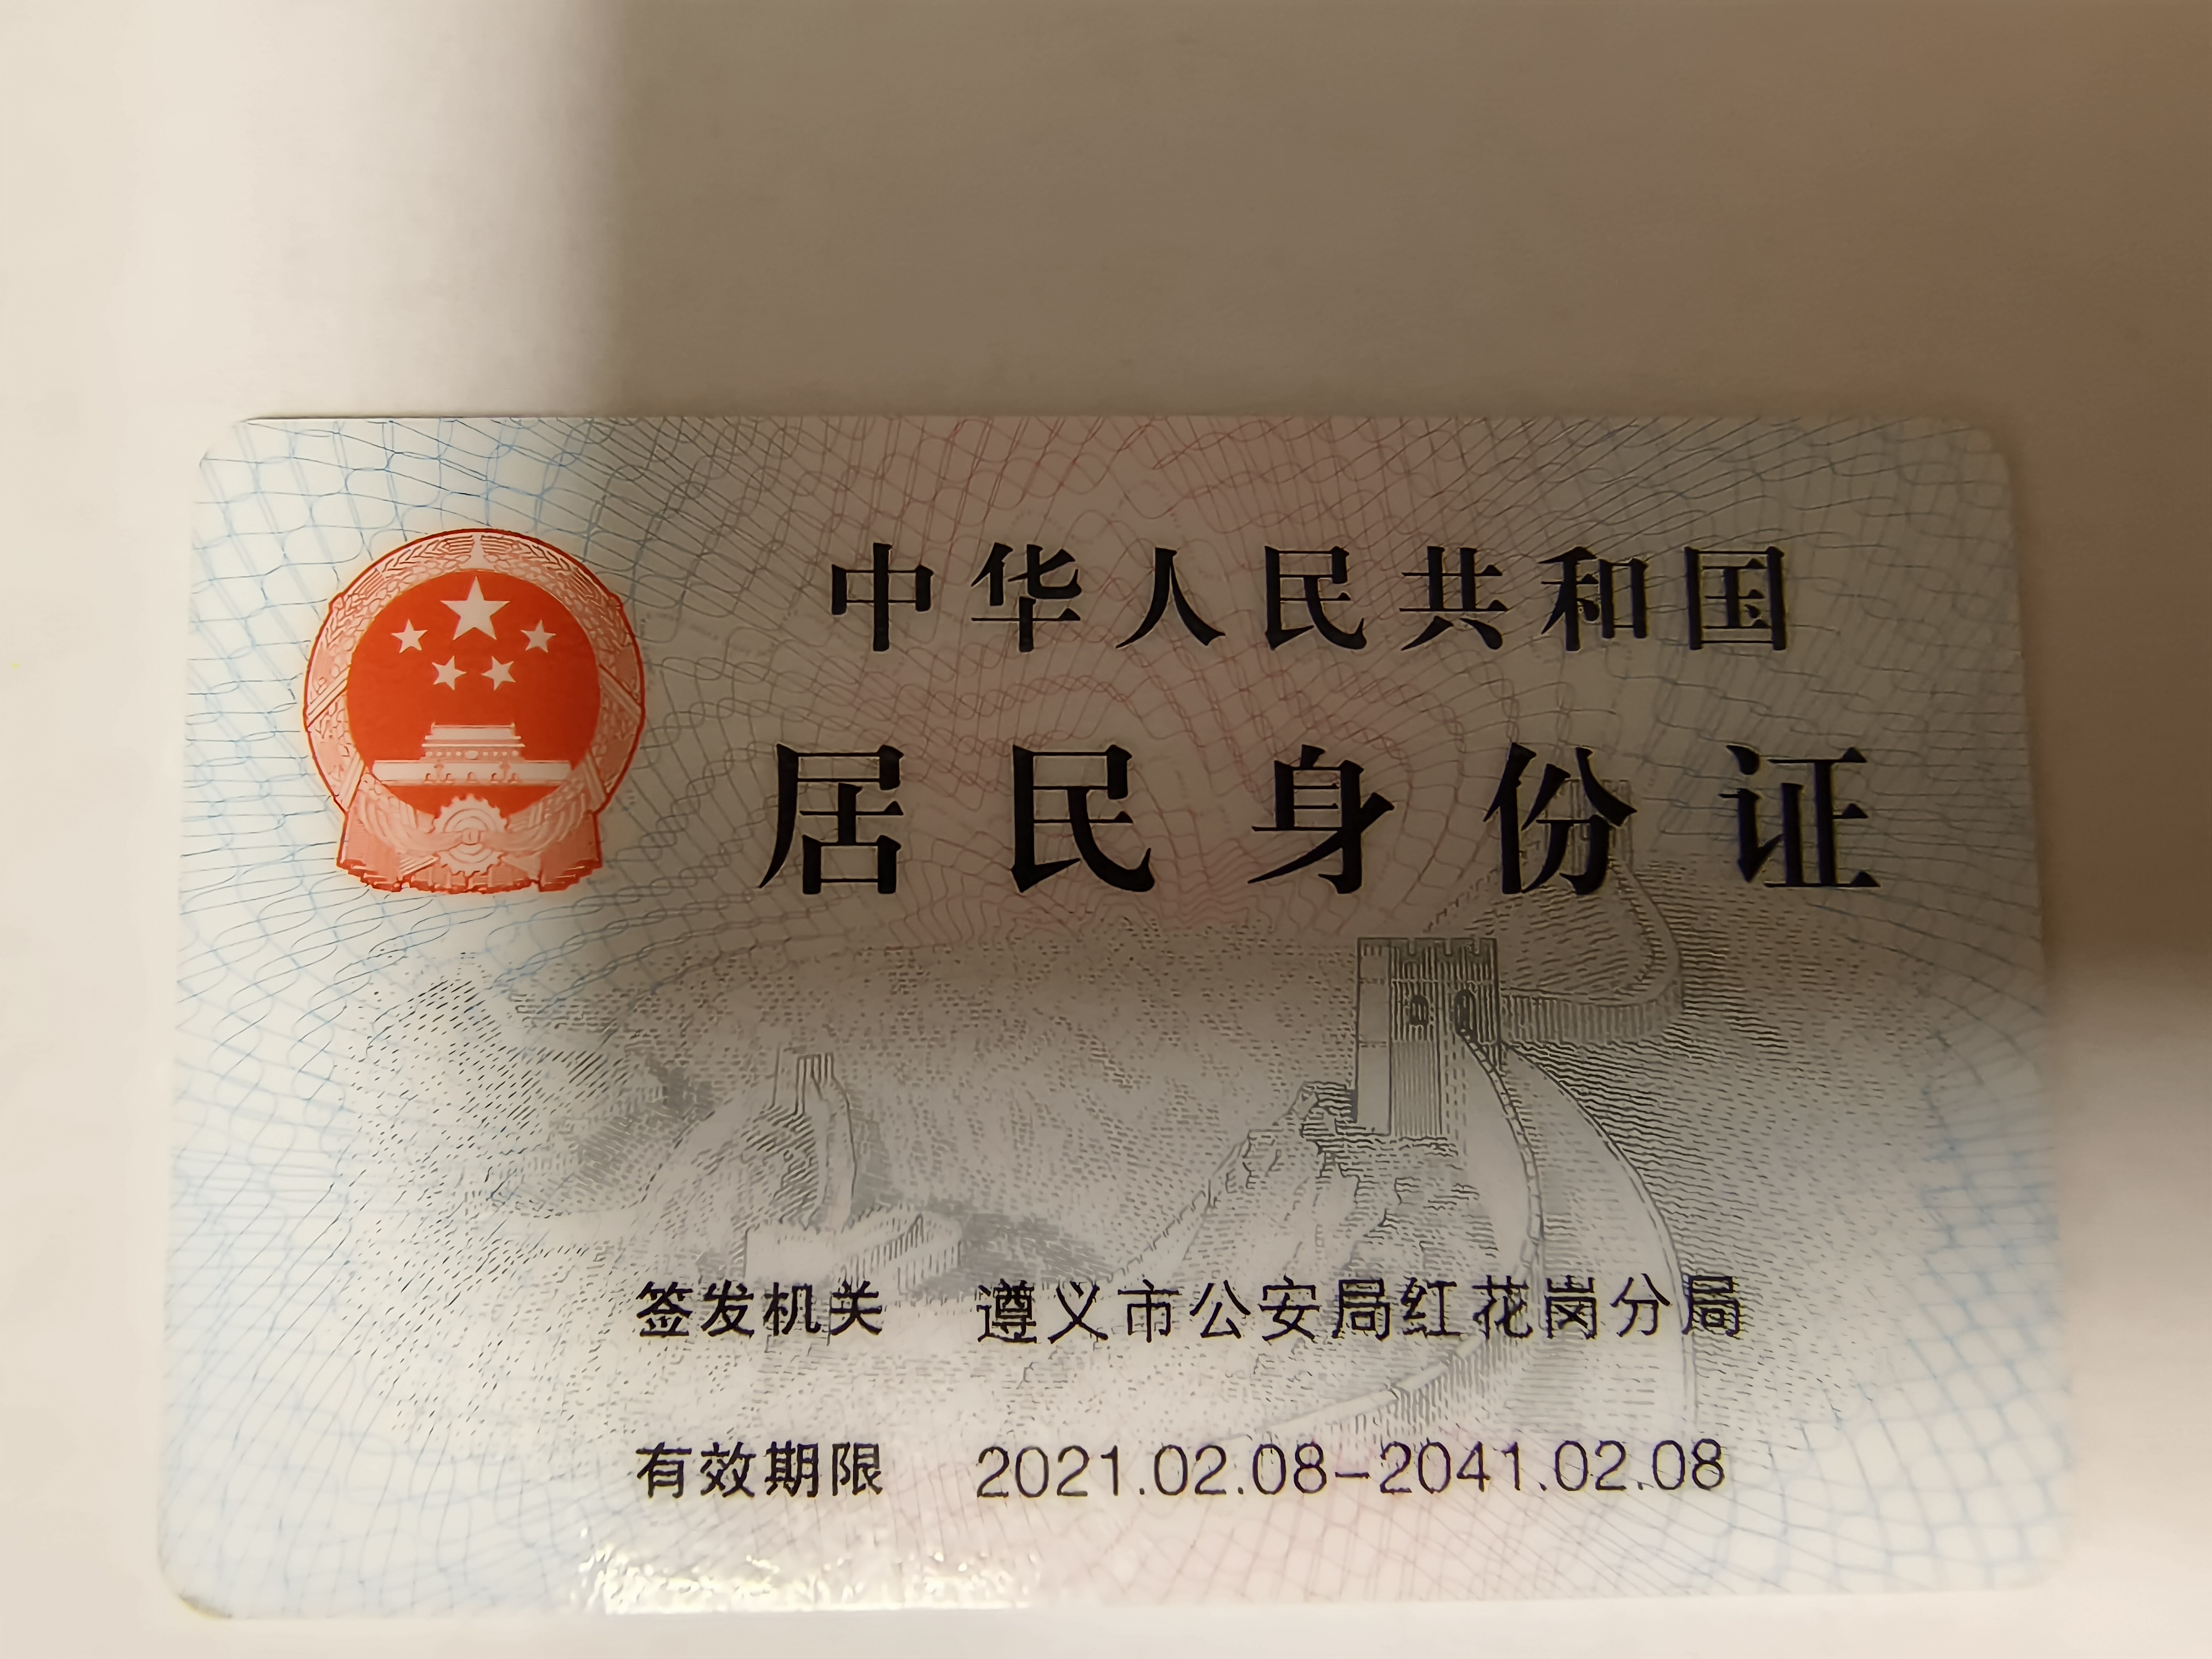 中华人民共和国
居民身份证
签发机关 遵义市公安局红花岗分局
有效期限 2021.02.08-2041.02.08